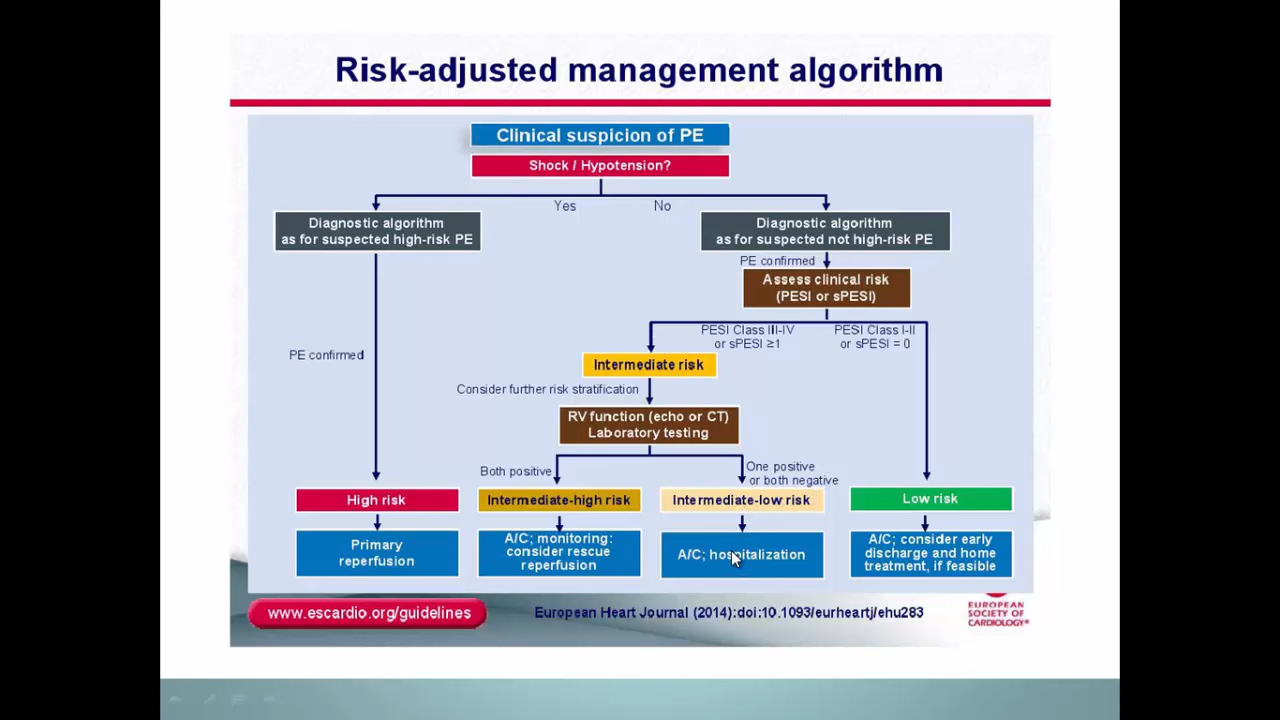 Risk-adjusted management algorithm
Clinical suspicion of PE
Shock / Hypotension?
Yes
No
Diagnostic algorithm
as for suspected high-risk PE
Diagnostic algorithm
as for suspected not high-risk PE
PE confirmed
Assess clinical risk
(PESI or sPESI)
PESI Class III-IV
or sPESI ≥1
PESI Class I-II
or sPESI = 0
PE confirmed
Intermediate risk
Consider further risk stratification
RV function (echo or CT)
Laboratory testing
Both positive
One positive
or both negative
High risk
Intermediate-high risk
Intermediate-low risk
Low risk
Primary
reperfusion
A/C; monitoring:
consider rescue
reperfusion
A/C; hospitalization
A/C; consider early
discharge and home
treatment, if feasible
www.escardio.org/guidelines
European Heart Journal (2014):doi:10.1093/eurheartj/ehu283
EUROPEAN
SOCIETY OF
CARDIOLOGY®